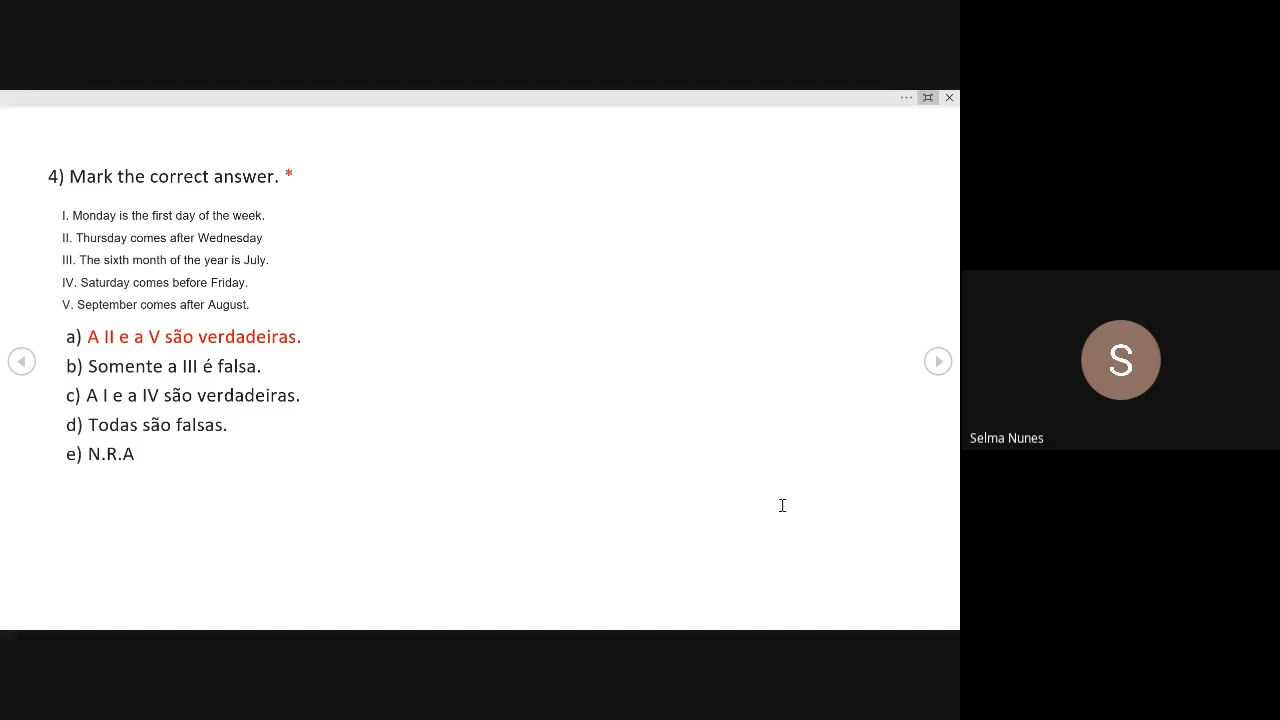 4) Mark the correct answer. *
I. Monday is the first day of the week.
II. Thursday comes after Wednesday
III. The sixth month of the year is July.
IV. Saturday comes before Friday.
V. September comes after August.
a) A II e a V são verdadeiras.
b) Somente a III é falsa.
c) A I e a IV são verdadeiras.
d) Todas são falsas.
e) N.R.A
S
Selma Nunes